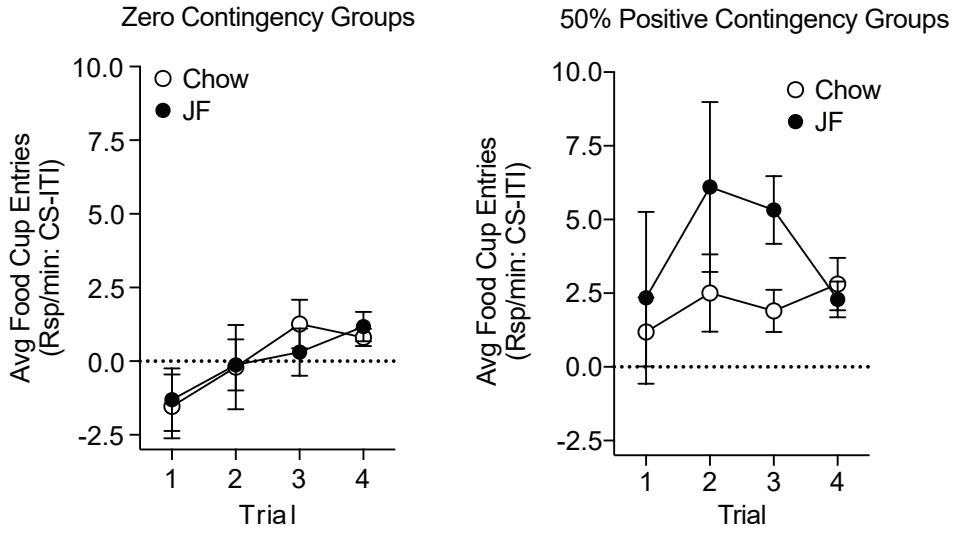 Zero Contingency Groups
10.0
7.5
5.0
2.5
0.0
-2.5
Avg Food Cup Entries
(Rsp/min: CS-ITI)
Chow
JF
1 2 3 4
Trial
50% Positive Contingency Groups
10.0
7.5
5.0
2.5
0.0
-2.5
Avg Food Cup Entries
(Rsp/min: CS-ITI)
Chow
JF
1 2 3 4
Trial